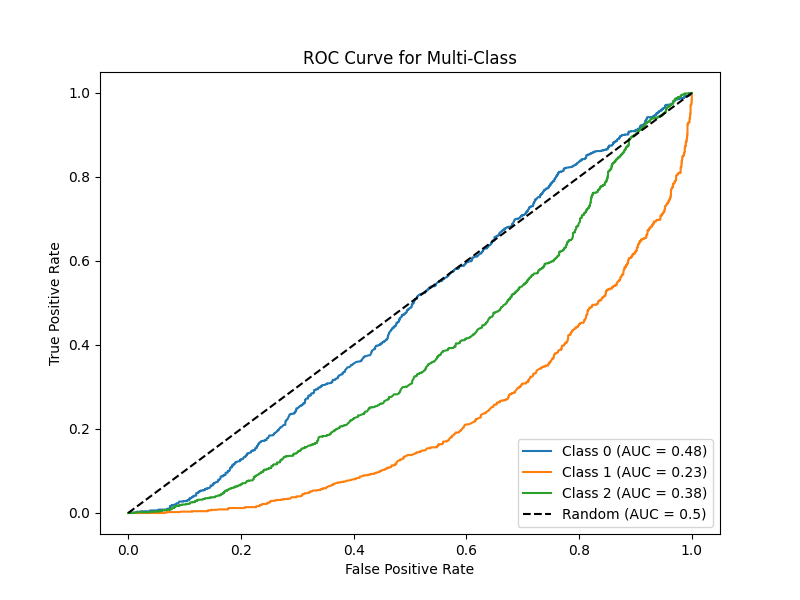 ROC Curve for Multi-Class
True Positive Rate
1.0
0.8
0.6
0.4
0.2
0.0
0.0 0.2 0.4 0.6 0.8 1.0
False Positive Rate
Class 0 (AUC = 0.48)
Class 1 (AUC = 0.23)
Class 2 (AUC = 0.38)
Random (AUC = 0.5)